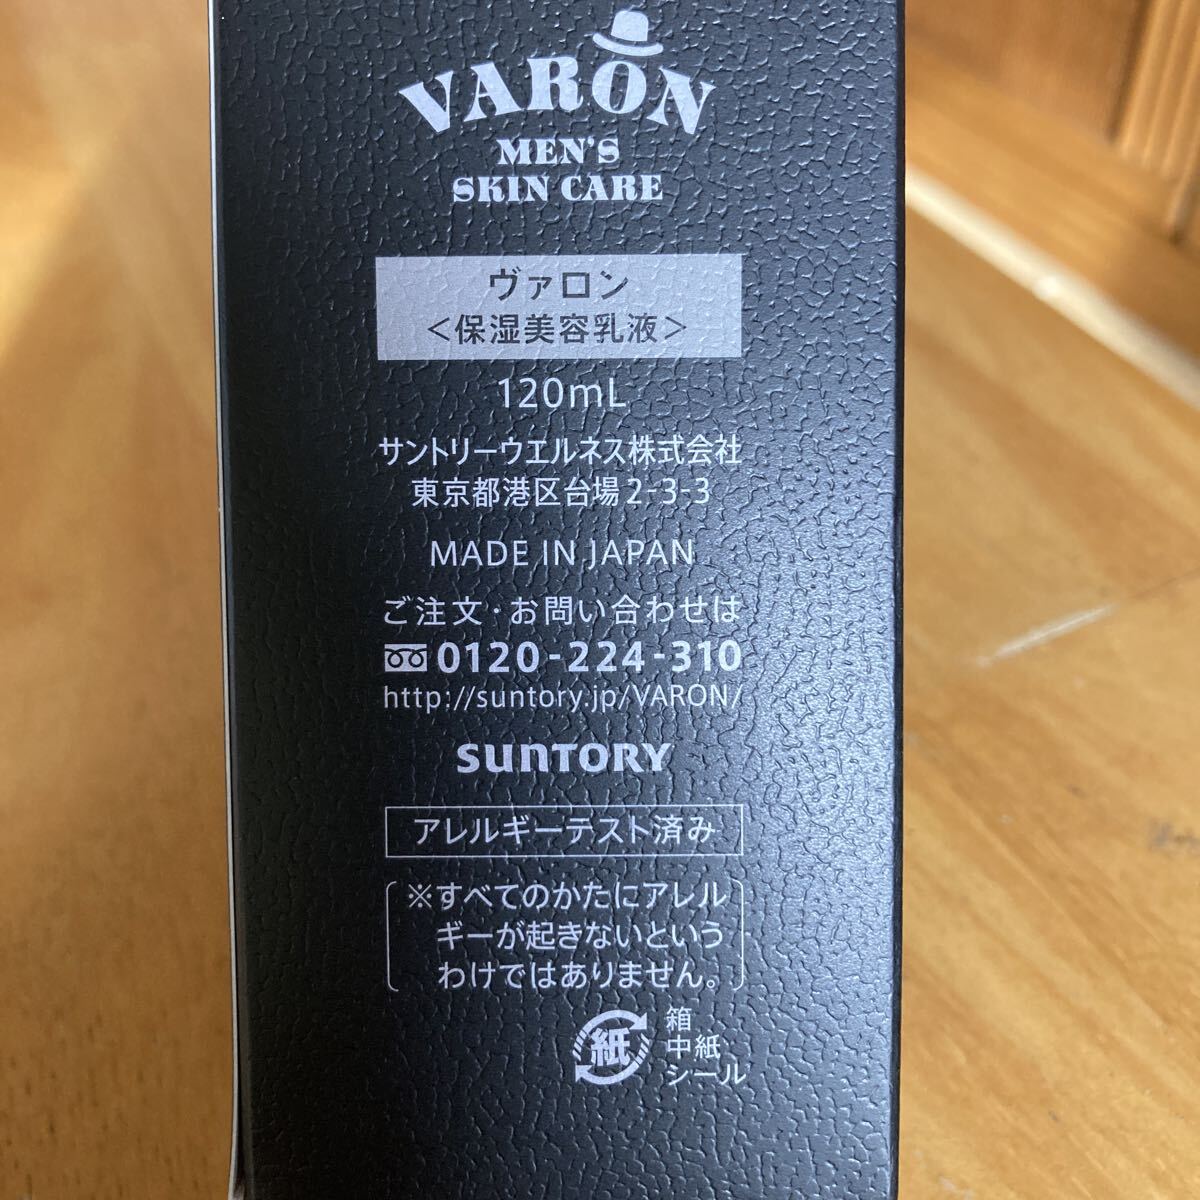 VARON
MEN'S
SKIN CARE
ヴァロン
<保湿美容乳液>
120mL
サントリーウエルネス株式会社
東京都港区台場2-3-3
MADE IN JAPAN
ご注文・お問い合わせは
0120-224-310
http://suntory.jp/VARON/
SUNTORY
アレルギーテスト済み
※すべてのかたにアレル
ギーが起きないという
わけではありません。
紙
箱
中紙
シール